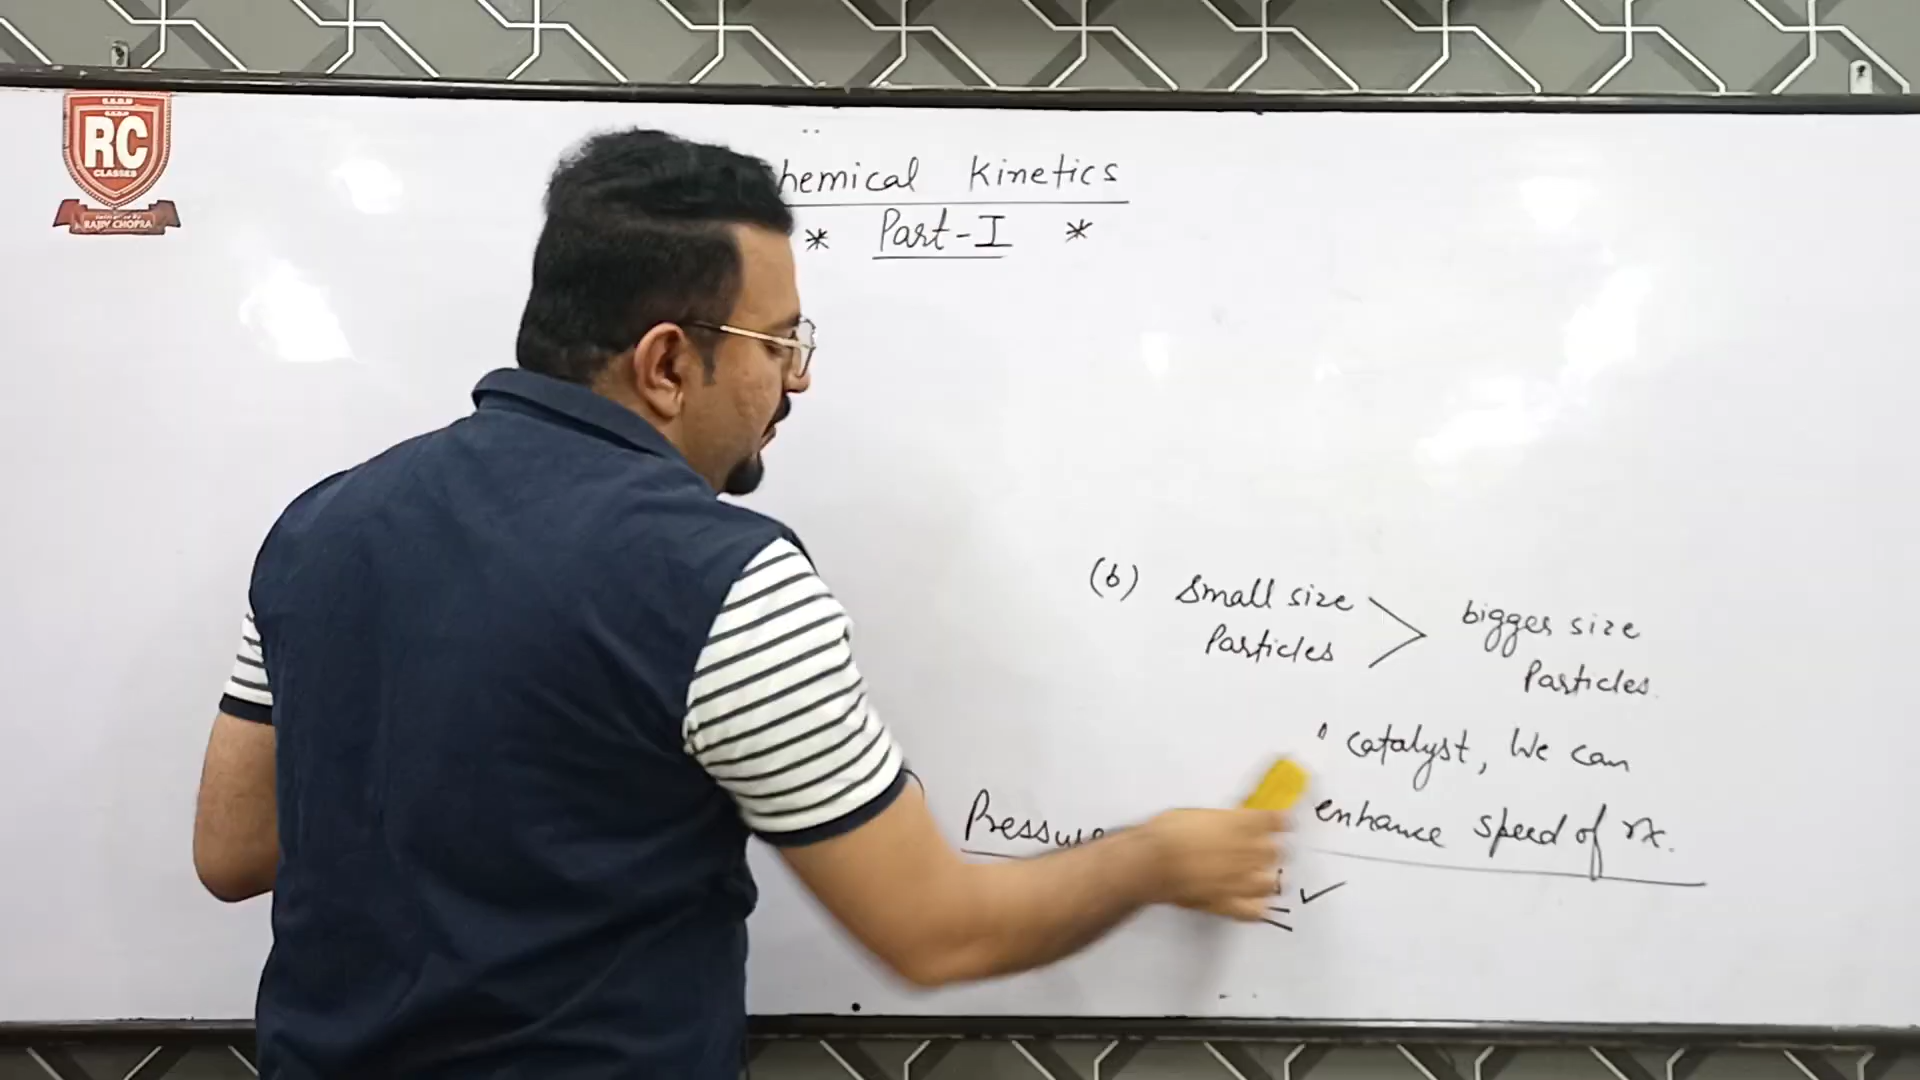 RC
CLASSES
RAJIV CHOPRA
hemical Kinetics
* Part-I *
(b) Small size > bigger size
Particles Particles.
catalyst, We can
Pressure enhance speed of rx.